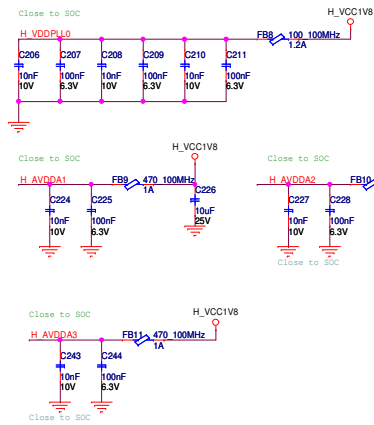 Close to SOC
H_VCC1V8
H_VDDPLL0
FB8 100_100MHz
1.2A
C206 C207 C208 C209 C210 C211
10nF 100nF 10nF 100nF 10nF 100nF
10V 6.3V 10V 6.3V 10V 6.3V
H_VCC1V8
Close to SOC
Close to SOC
H_AVDDA1
FB9 470_100MHz
1A
H_AVDDA2
FB10
C224 C225 C226 C227 C228
10nF 100nF 10uF 10nF 100nF
10V 6.3V 25V 10V 6.3V
Close to SOC
H_VCC1V8
Close to SOC
H_AVDDA3
FB11 470_100MHz
1A
C243 C244
10nF 100nF
10V 6.3V
Close to SOC